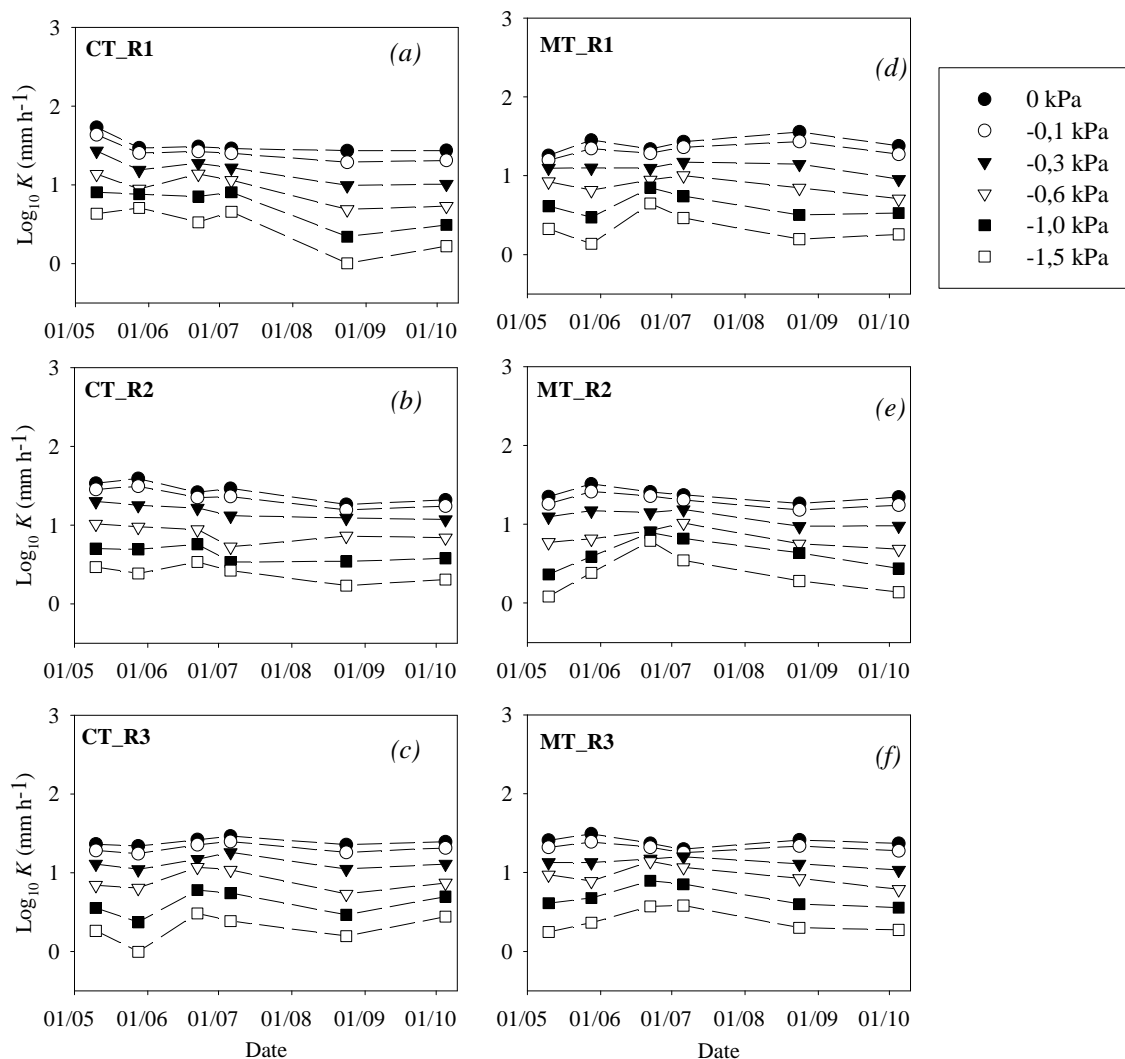 CT_R1
(a)
3
2
1
0
Log10 K (mm h-1)
01/05 01/06 01/07 01/08 01/09 01/10
MT_R1
(d)
3
2
1
0
01/05 01/06 01/07 01/08 01/09 01/10
0 kPa
-0,1 kPa
-0,3 kPa
-0,6 kPa
-1,0 kPa
-1,5 kPa
CT_R2
(b)
3
2
1
0
Log10 K (mm h-1)
01/05 01/06 01/07 01/08 01/09 01/10
MT_R2
(e)
3
2
1
0
01/05 01/06 01/07 01/08 01/09 01/10
CT_R3
(c)
3
2
1
0
Log10 K (mm h-1)
01/05 01/06 01/07 01/08 01/09 01/10
Date
MT_R3
(f)
3
2
1
0
01/05 01/06 01/07 01/08 01/09 01/10
Date